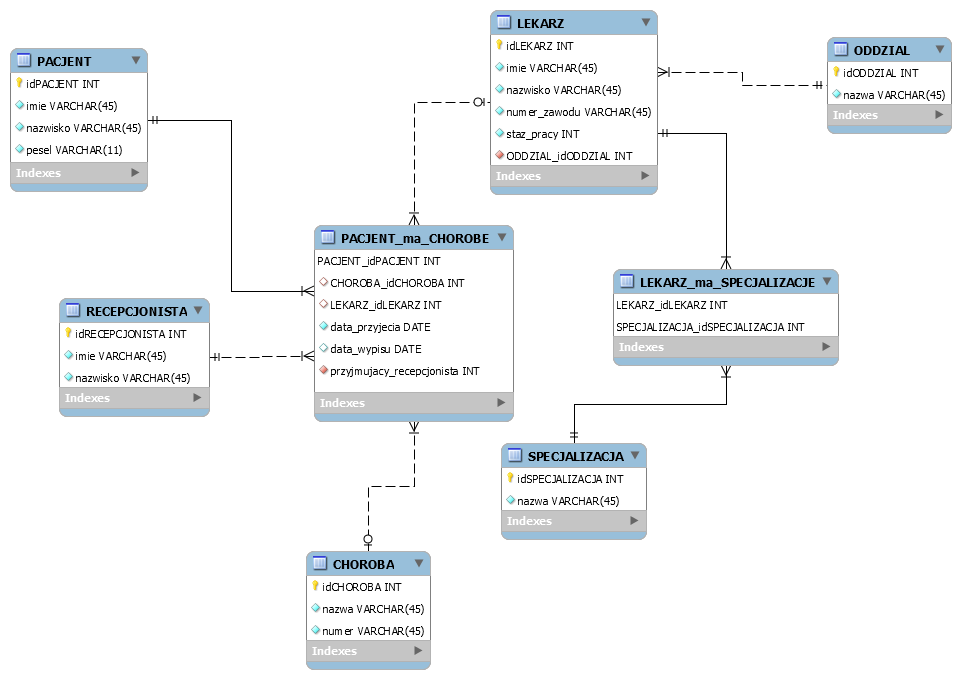 PACJENT
idPACJENT INT
imie VARCHAR(45)
nazwisko VARCHAR(45)
pesel VARCHAR(11)
Indexes
LEKARZ
idLEKARZ INT
imie VARCHAR(45)
nazwisko VARCHAR(45)
numer_zawodu VARCHAR(45)
staz_pracy INT
ODDZIAL_idODDZIAL INT
Indexes
ODDZIAL
idODDZIAL INT
nazwa VARCHAR(45)
Indexes
PACJENT_ma_CHOROBE
PACJENT_idPACJENT INT
CHOROBA_idCHOROBA INT
LEKARZ_idLEKARZ INT
data_przyjecia DATE
data_wypisu DATE
przyjmujacy_recepcjonista INT
Indexes
LEKARZ_ma_SPECJALIZACJE
LEKARZ_idLEKARZ INT
SPECJALIZACJA_idSPECJALIZACJA INT
Indexes
RECEPCJONISTA
idRECEPCJONISTA INT
imie VARCHAR(45)
nazwisko VARCHAR(45)
Indexes
SPECJALIZACJA
idSPECJALIZACJA INT
nazwa VARCHAR(45)
Indexes
CHOROBA
idCHOROBA INT
nazwa VARCHAR(45)
numer VARCHAR(45)
Indexes